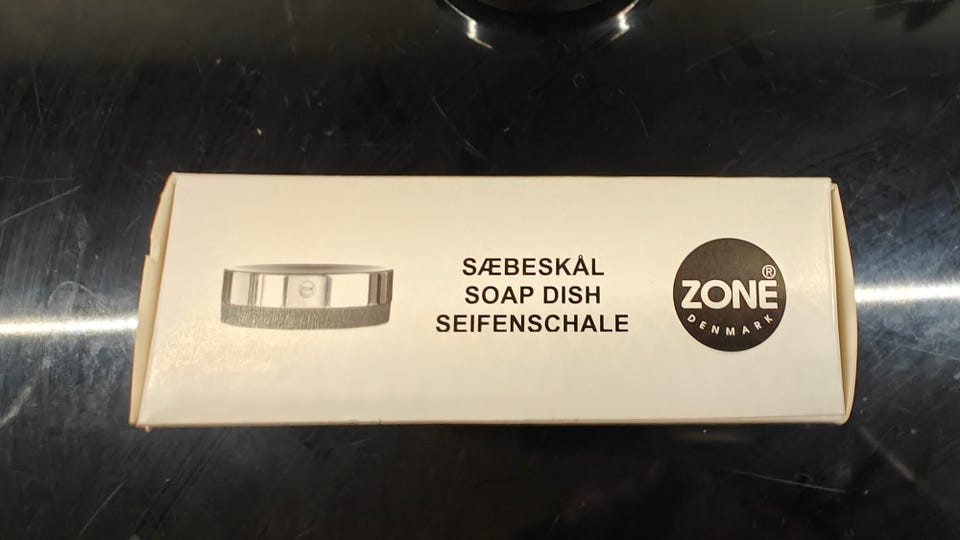 SÆBESKÅL
SOAP DISH
SEIFENSCHALE
ZONE®
DENMARK